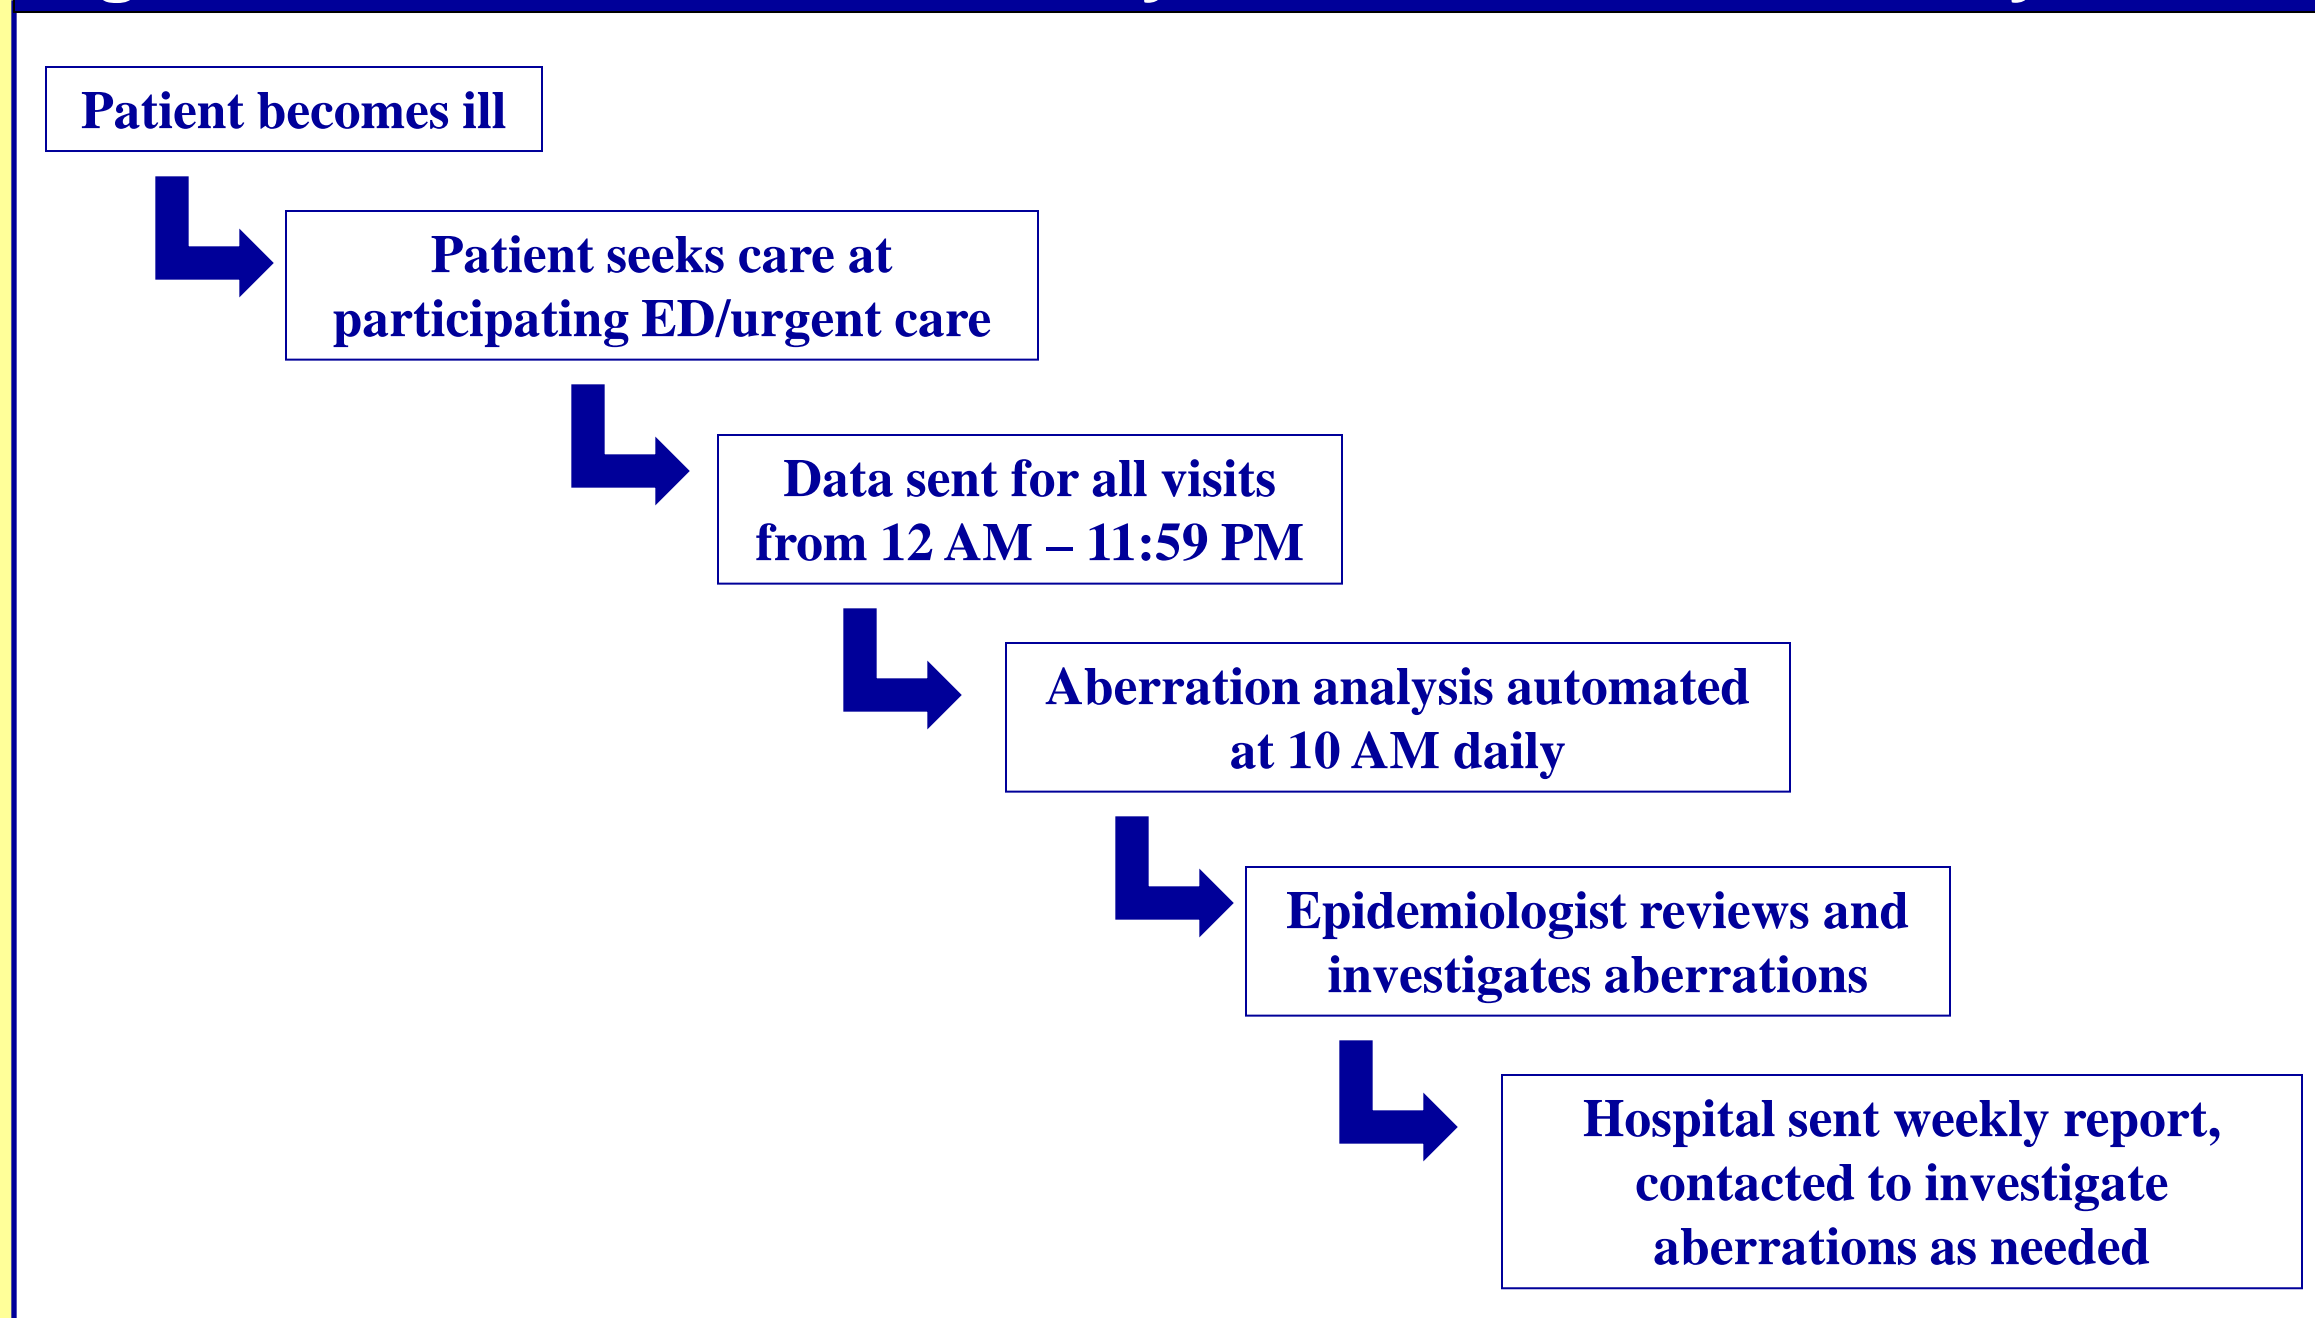 Patient becomes ill
Patient seeks care at
participating ED/urgent care
Data sent for all visits
from 12 AM – 11:59 PM
Aberration analysis automated
at 10 AM daily
Epidemiologist reviews and
investigates aberrations
Hospital sent weekly report,
contacted to investigate
aberrations as needed